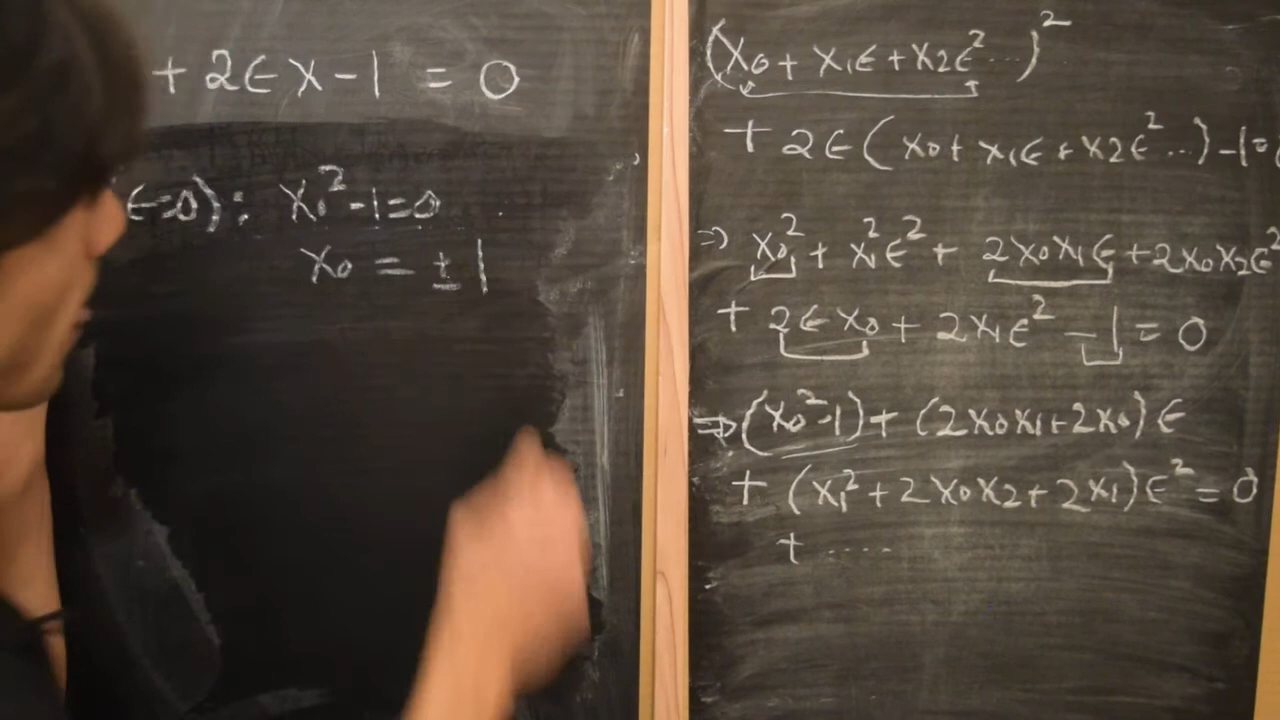 + 2εx - 1 = 0
ε=0): x₀² - 1 = 0
x₀ = ± 1
(x₀ + x₁ε + x₂ε² ...)²
+ 2ε(x₀ + x₁ε + x₂ε² ...) - 1 =
⇒ x₀² + x₁²ε² + 2x₀x₁ε + 2x₀x₂ε²
+ 2εx₀ + 2x₁ε² - 1 = 0
⇒ (x₀² - 1) + (2x₀x₁ + 2x₀)ε
+ (x₁² + 2x₀x₂ + 2x₁)ε² = 0
+ .....